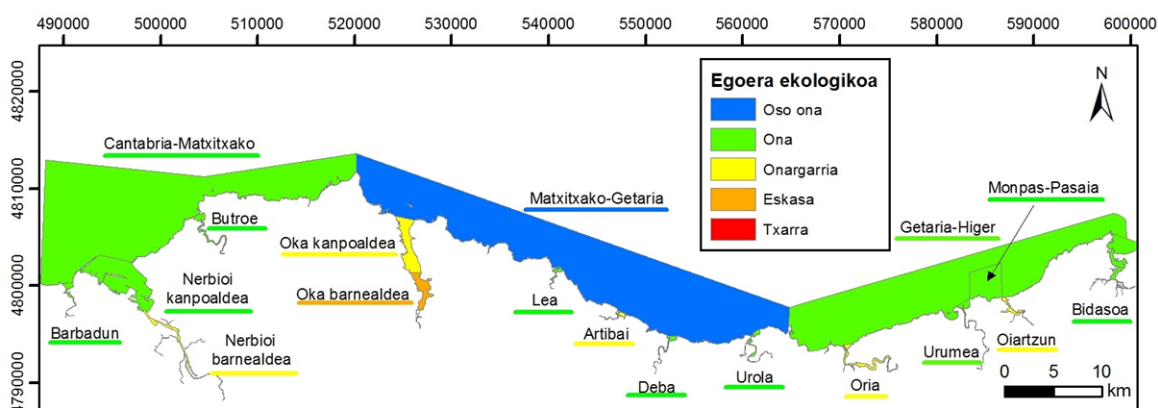 490000 500000 510000 520000 530000 540000 550000 560000 570000 580000 590000 600000
4820000
4810000
4800000
4790000
Egoera ekologikoa
Oso ona
Ona
Onargarria
Eskasa
Txarra
N
Cantabria-Matxitxako
Matxitxako-Getaria
Monpas-Pasaia
Getaria-Higer
Butroe
Oka kanpoaldea
Oka barnealdea
Nerbioi
kanpoaldea
Nerbioi
barnealdea
Barbadun
Lea
Artibai
Deba
Urola
Oria
Urumea
Oiartzun
Bidasoa
0 5 10
km